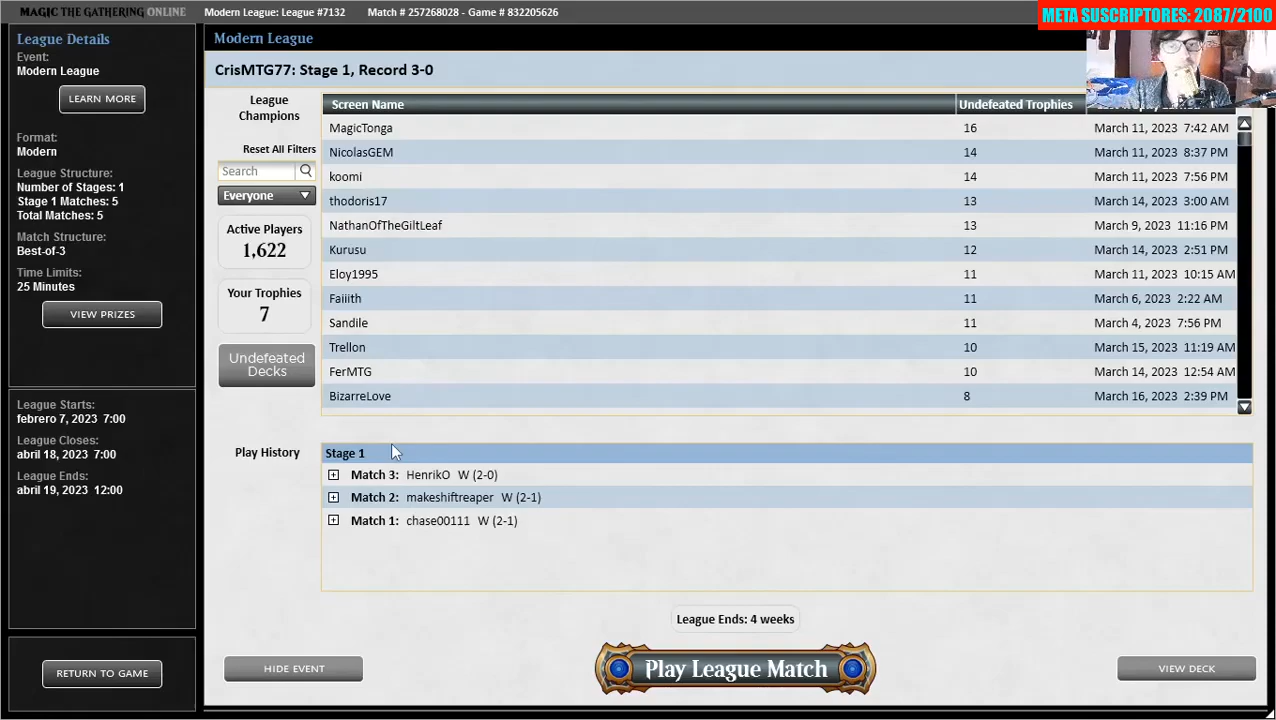 MAGIC THE GATHERING ONLINE
Modern League: League #7132
Match # 257268028 - Game # 832205626
META SUSCRIPTORES: 2087/2100
League Details
Event:
Modern League
LEARN MORE
Format:
Modern
League Structure:
Number of Stages: 1
Stage 1 Matches: 5
Total Matches: 5
Match Structure:
Best-of-3
Time Limits:
25 Minutes
VIEW PRIZES
League Starts:
febrero 7, 2023 7:00
League Closes:
abril 18, 2023 7:00
League Ends:
abril 19, 2023 12:00
RETURN TO GAME
Modern League
CrisMTG77: Stage 1, Record 3-0
League
Champions
Reset All Filters
Search
Everyone
Active Players
1,622
Your Trophies
7
Undefeated
Decks
Screen Name Undefeated Trophies
MagicTonga 16 March 11, 2023 7:42 AM
NicolasGEM 14 March 11, 2023 8:37 PM
koomi 14 March 11, 2023 7:56 PM
thodoris17 13 March 14, 2023 3:00 AM
NathanOfTheGiltLeaf 13 March 9, 2023 11:16 PM
Kurusu 12 March 14, 2023 2:51 PM
Eloy1995 11 March 11, 2023 10:15 AM
Faiiith 11 March 6, 2023 2:22 AM
Sandile 11 March 4, 2023 7:56 PM
Trellon 10 March 15, 2023 11:19 AM
FerMTG 10 March 14, 2023 12:54 AM
BizarreLove 8 March 16, 2023 2:39 PM
Play History
Stage 1
Match 3: HenrikO W (2-0)
Match 2: makeshiftreaper W (2-1)
Match 1: chase00111 W (2-1)
League Ends: 4 weeks
HIDE EVENT
Play League Match
VIEW DECK